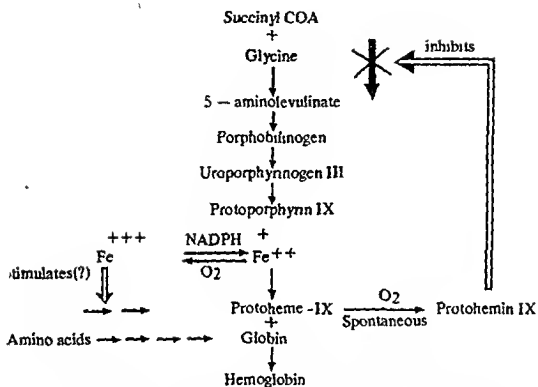 Succinyl COA
+
Glycine
inhibits
5 - aminolevulinate
Porphobilinogen
Uroporphynnogen III
Protoporphyrin IX
+++
Fe
NADPH
O2
+
Fe++
timulates(?)
Protoheme -IX
O2
Spontaneous
Protohemin IX
+
Amino acids
Globin
Hemoglobin